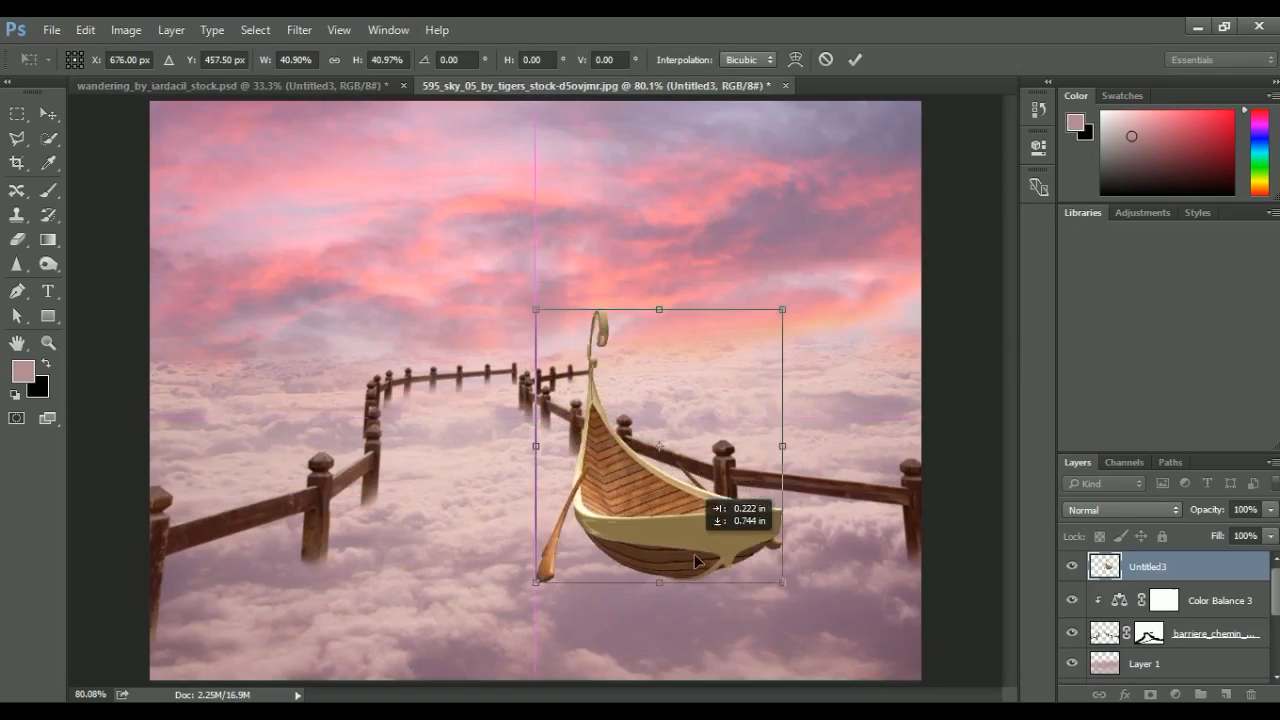 Ps File Edit Image Layer Type Select Filter View Window Help
X: 676.00 px Y: 457.50 px W: 40.90% H: 40.97% 0.00 ° H: 0.00 ° V: 0.00 ° Interpolation: Bicubic Essentials
wandering_by_iardacil_stock.psd @ 33.3% (Untitled3, RGB/8#) * × 595_sky_05_by_tigers_stock-d5ovjmr.jpg @ 80.1% (Untitled3, RGB/8#) * ×
Color Swatches
Libraries Adjustments Styles
0.222 in
0.744 in
Layers Channels Paths
Kind
Normal Opacity: 100%
Lock: Fill: 100%
Untitled3
Color Balance 3
barriere_chemin_...
Layer 1
80.08% Doc: 2.25M/16.9M